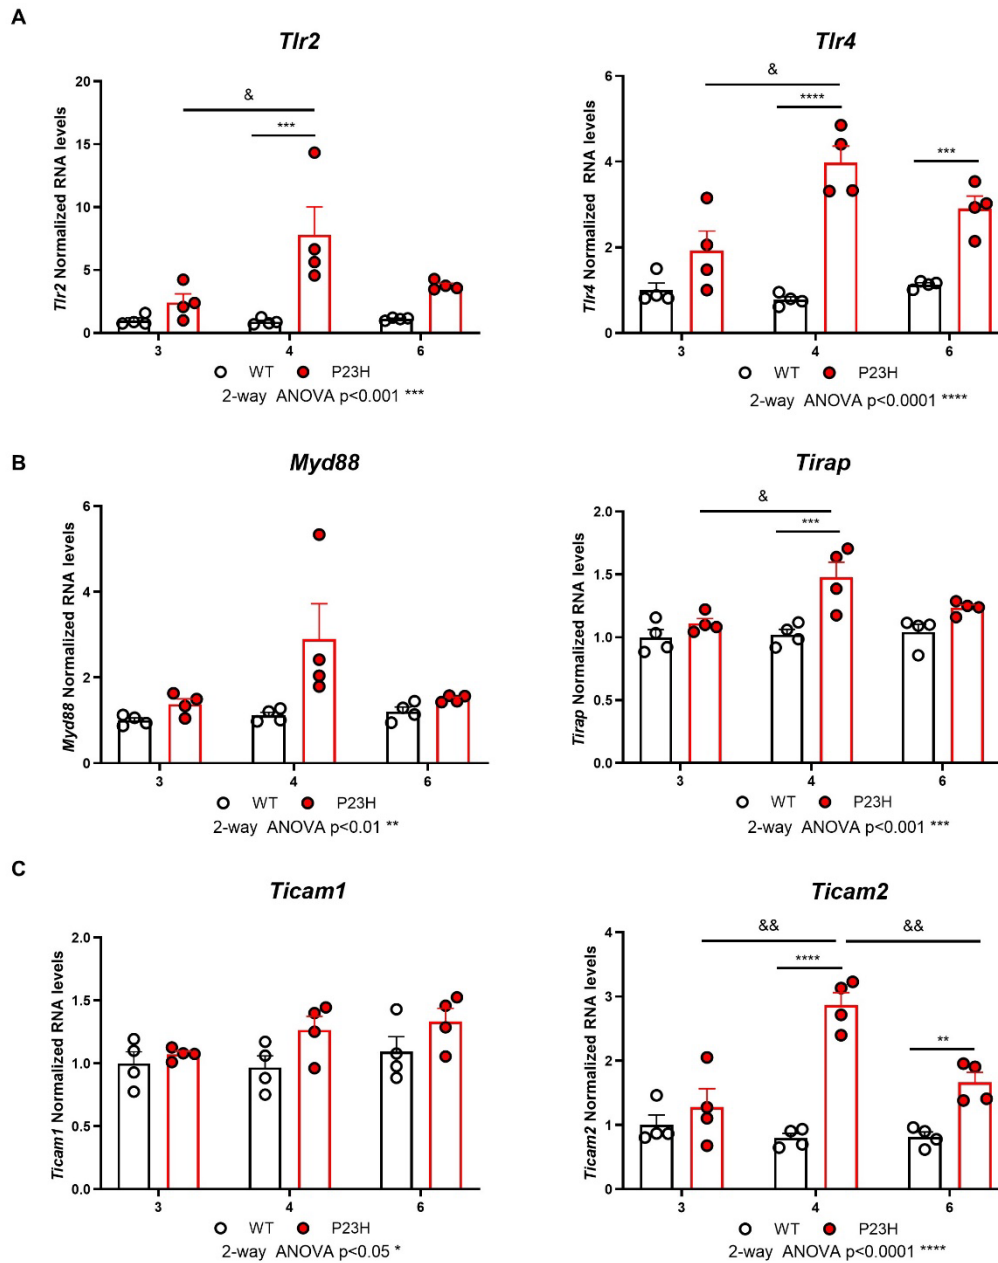 A
Tlr2
Tlr2 Normalized RNA levels
20
15
10
5
0
&
***
3
4
6
WT
P23H
2-way ANOVA p<0.001 ***
Tlr4
Tlr4 Normalized RNA levels
6
4
2
0
&
****
***
3
4
6
WT
P23H
2-way ANOVA p<0.0001 ****
B
Myd88
Myd88 Normalized RNA levels
6
4
2
0
3
4
6
WT
P23H
2-way ANOVA p<0.01 **
Tirap
Tirap Normalized RNA levels
2.0
1.5
1.0
0.5
0.0
&
***
3
4
6
WT
P23H
2-way ANOVA p<0.001 ***
C
Ticam1
Ticam1 Normalized RNA levels
2.0
1.5
1.0
0.5
0.0
3
4
6
WT
P23H
2-way ANOVA p<0.05 *
Ticam2
Ticam2 Normalized RNA levels
4
3
2
1
0
&&
&&
****
**
3
4
6
WT
P23H
2-way ANOVA p<0.0001 ****